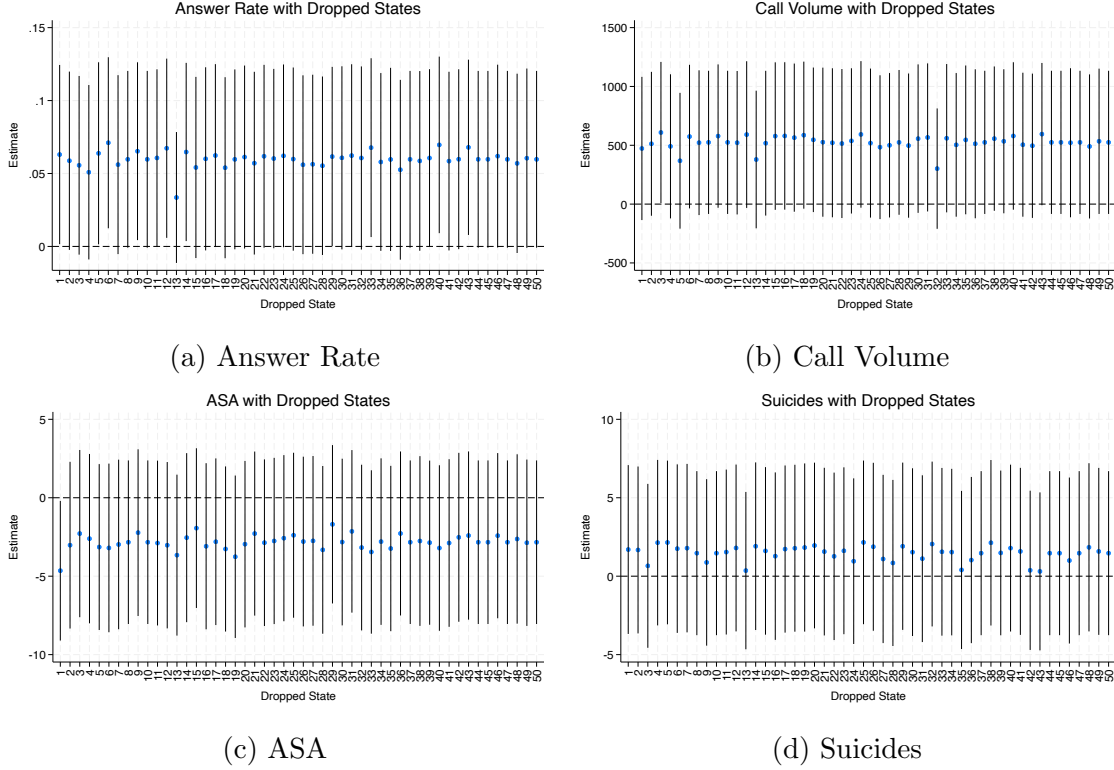 Answer Rate with Dropped States
.15
.1
.05
0
Estimate
1 2 3 4 5 6 7 8 9 10 11 12 13 14 15 16 17 18 19 20 21 22 23 24 25 26 27 28 29 30 31 32 33 34 35 36 37 38 39 40 41 42 43 44 45 46 47 48 49 50
Dropped State
(a) Answer Rate
Call Volume with Dropped States
1500
1000
500
0
-500
Estimate
1 2 3 4 5 6 7 8 9 10 11 12 13 14 15 16 17 18 19 20 21 22 23 24 25 26 27 28 29 30 31 32 33 34 35 36 37 38 39 40 41 42 43 44 45 46 47 48 49 50
Dropped State
(b) Call Volume
ASA with Dropped States
5
0
-5
-10
Estimate
1 2 3 4 5 6 7 8 9 10 11 12 13 14 15 16 17 18 19 20 21 22 23 24 25 26 27 28 29 30 31 32 33 34 35 36 37 38 39 40 41 42 43 44 45 46 47 48 49 50
Dropped State
(c) ASA
Suicides with Dropped States
10
5
0
-5
Estimate
1 2 3 4 5 6 7 8 9 10 11 12 13 14 15 16 17 18 19 20 21 22 23 24 25 26 27 28 29 30 31 32 33 34 35 36 37 38 39 40 41 42 43 44 45 46 47 48 49 50
Dropped State
(d) Suicides